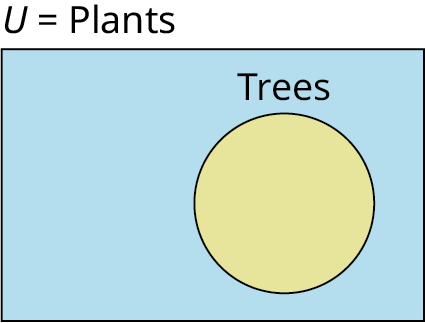 U = Plants
Trees